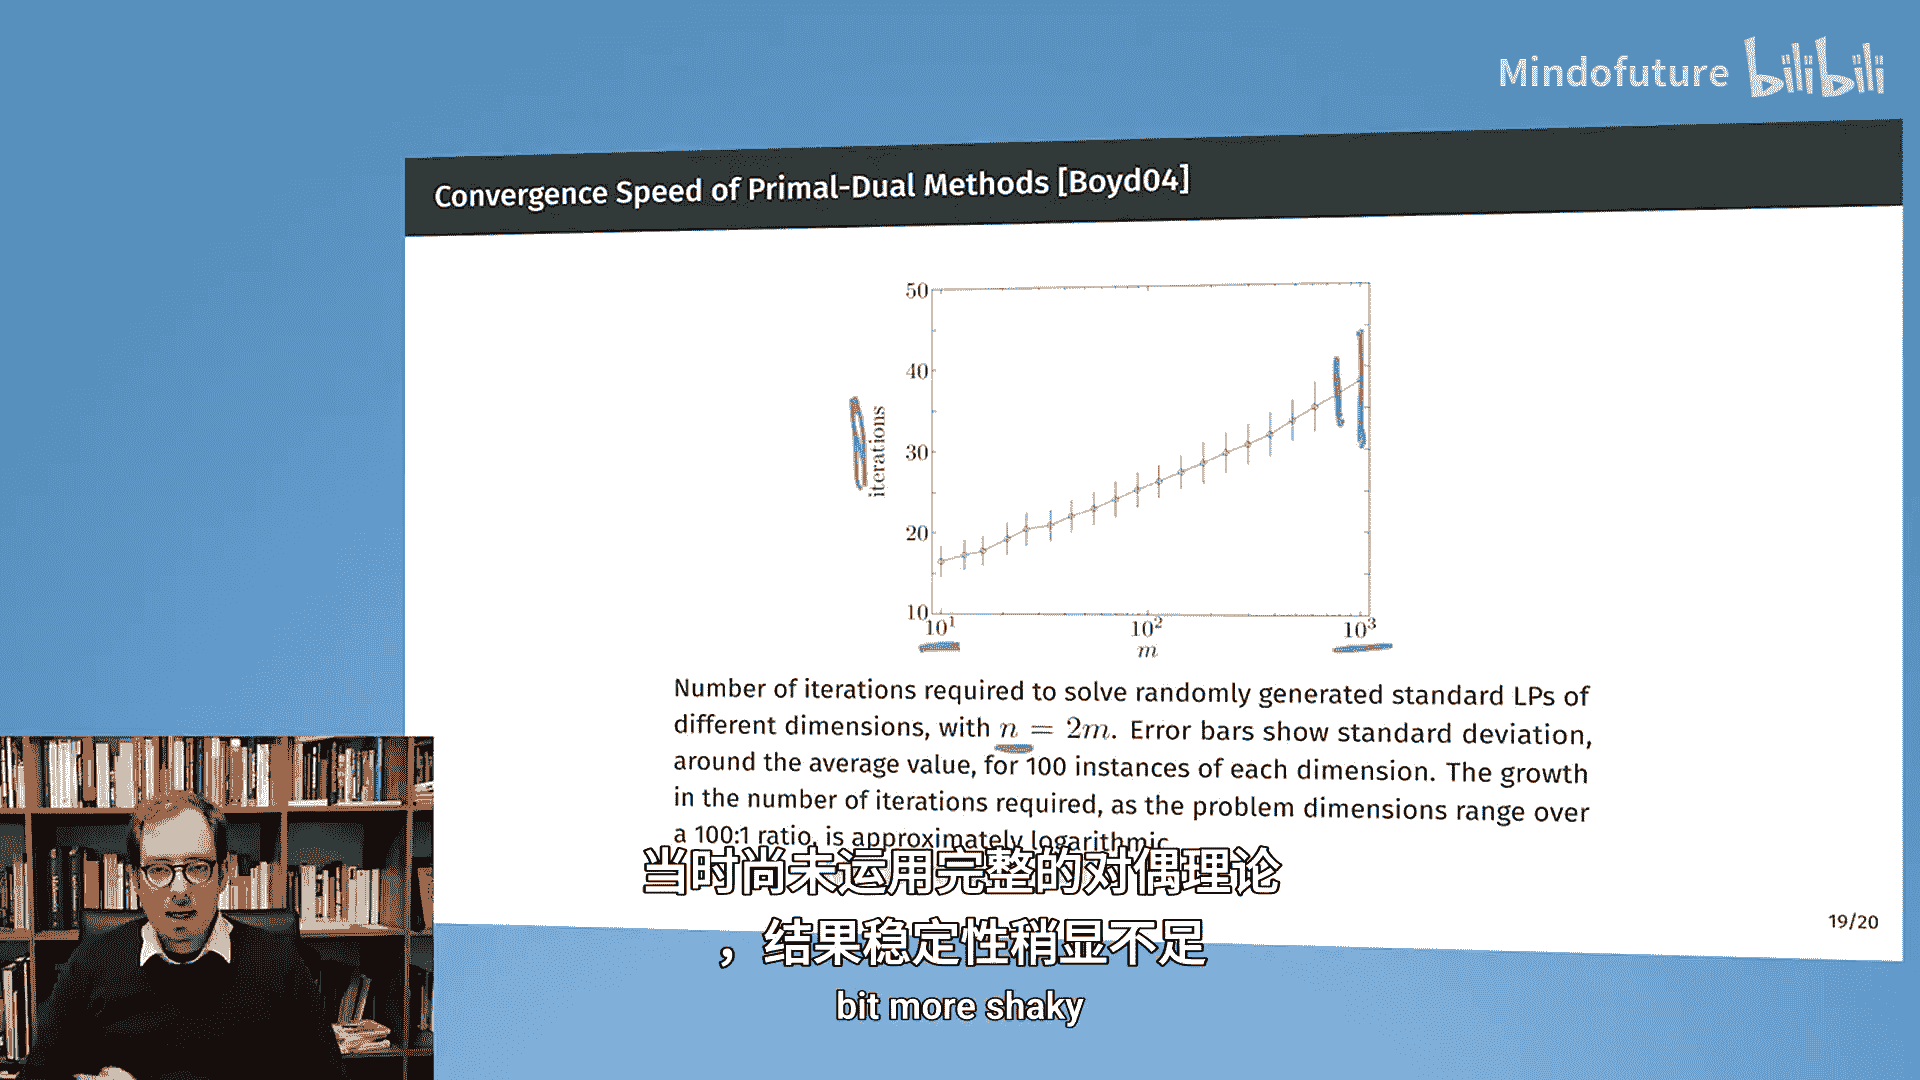 Mindofuture bilibili
Convergence Speed of Primal-Dual Methods [Boyd04]
50
40
30
20
10
iterations
10¹ 10² 10³
m
Number of iterations required to solve randomly generated standard LPs of
different dimensions, with n = 2m. Error bars show standard deviation,
around the average value, for 100 instances of each dimension. The growth
in the number of iterations required, as the problem dimensions range over
a 100:1 ratio, is approximately logarithmic.
当时尚未运用完整的对偶理论
，结果稳定性稍显不足
bit more shaky
19/20